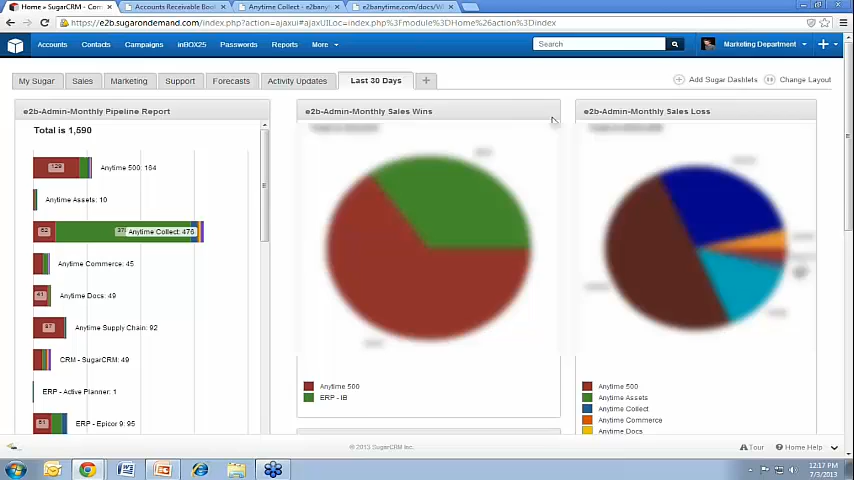 Home » SugarCRM - Com
Accounts Receivable Boo
Anytime Collect - e2bany
e2banytime.com/docs/W
https://e2b.sugarondemand.com/index.php?action=ajaxui#ajaxUILoc=index.php%3Fmodule%3DHome%26action%3Dindex
Accounts
Contacts
Campaigns
inBOX25
Passwords
Reports
More
Search
Marketing Department
My Sugar
Sales
Marketing
Support
Forecasts
Activity Updates
Last 30 Days
Add Sugar Dashlets
Change Layout
e2b-Admin-Monthly Pipeline Report
Total is 1,590
129
Anytime 500: 164
Anytime Assets: 10
62
Anytime Collect: 476
Anytime Commerce: 45
41
Anytime Docs: 49
87
Anytime Supply Chain: 92
CRM - SugarCRM: 49
ERP - Active Planner: 1
51
ERP - Epicor 9: 95
e2b-Admin-Monthly Sales Wins
Anytime 500
ERP - IB
e2b-Admin-Monthly Sales Loss
Anytime 500
Anytime Assets
Anytime Collect
Anytime Commerce
Anytime Docs
© 2013 SugarCRM Inc.
Tour
Home Help
12:17 PM
7/3/2013